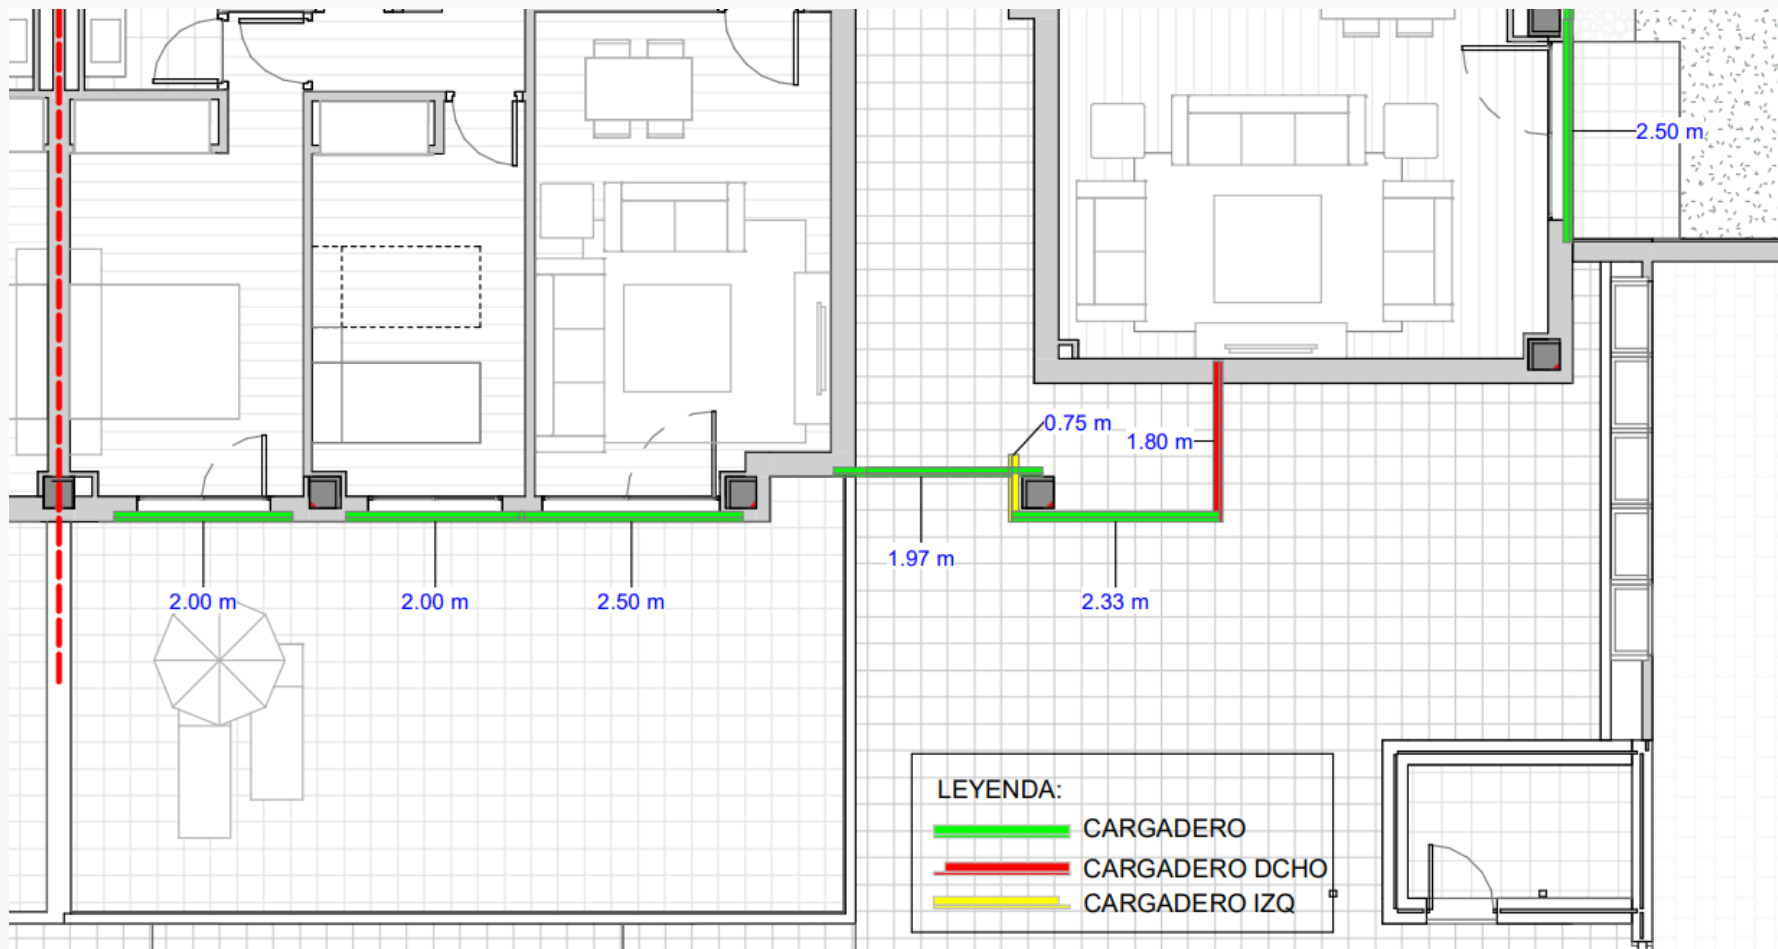 2.50 m
0.75 m
1.80 m
1.97 m
2.00 m
2.00 m
2.50 m
2.33 m
LEYENDA:
CARGADERO
CARGADERO DCHO
CARGADERO IZQ